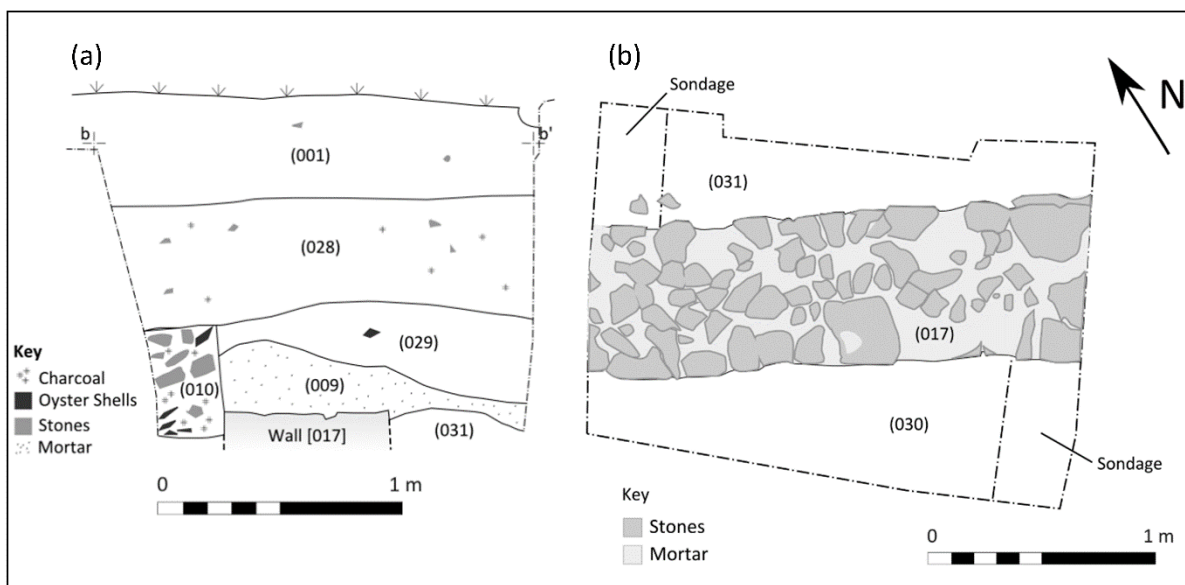 (a)
b
b'
(001)
(028)
(029)
(009)
(010)
(031)
Wall [017]
Key
Charcoal
Oyster Shells
Stones
Mortar
0 1 m
(b)
Sondage
N
(031)
(017)
(030)
Sondage
Key
Stones
Mortar
0 1 m